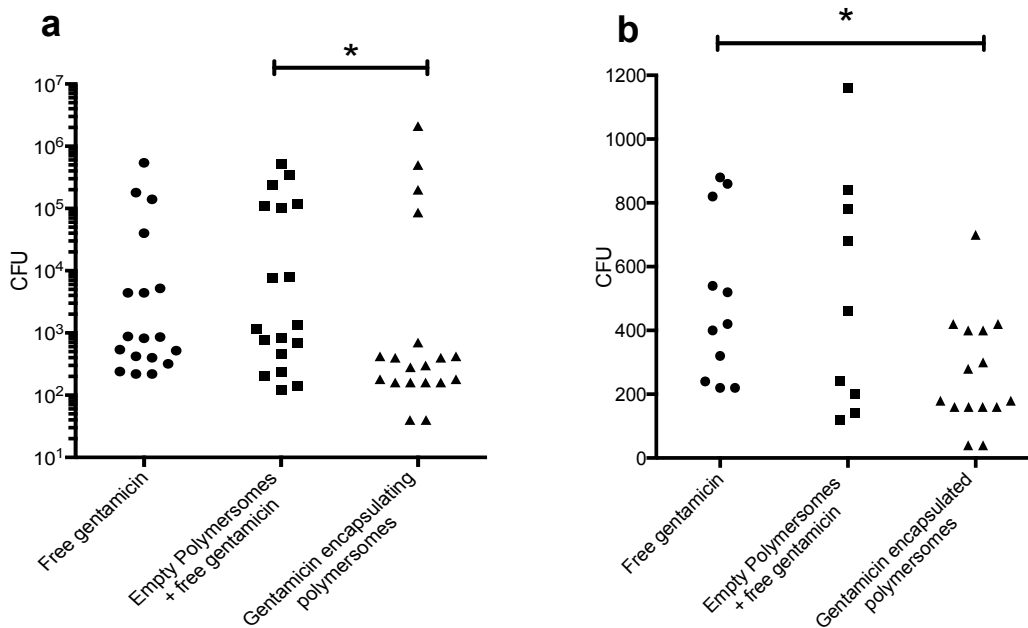 a
*
10⁷
10⁶
10⁵
10⁴
10³
10²
10¹
CFU
Free gentamicin
Empty Polymersomes
+ free gentamicin
Gentamicin encapsulating
polymersomes
b
*
1200
1000
800
600
400
200
0
CFU
Free gentamicin
Empty Polymersomes
+ free gentamicin
Gentamicin encapsulated
polymersomes